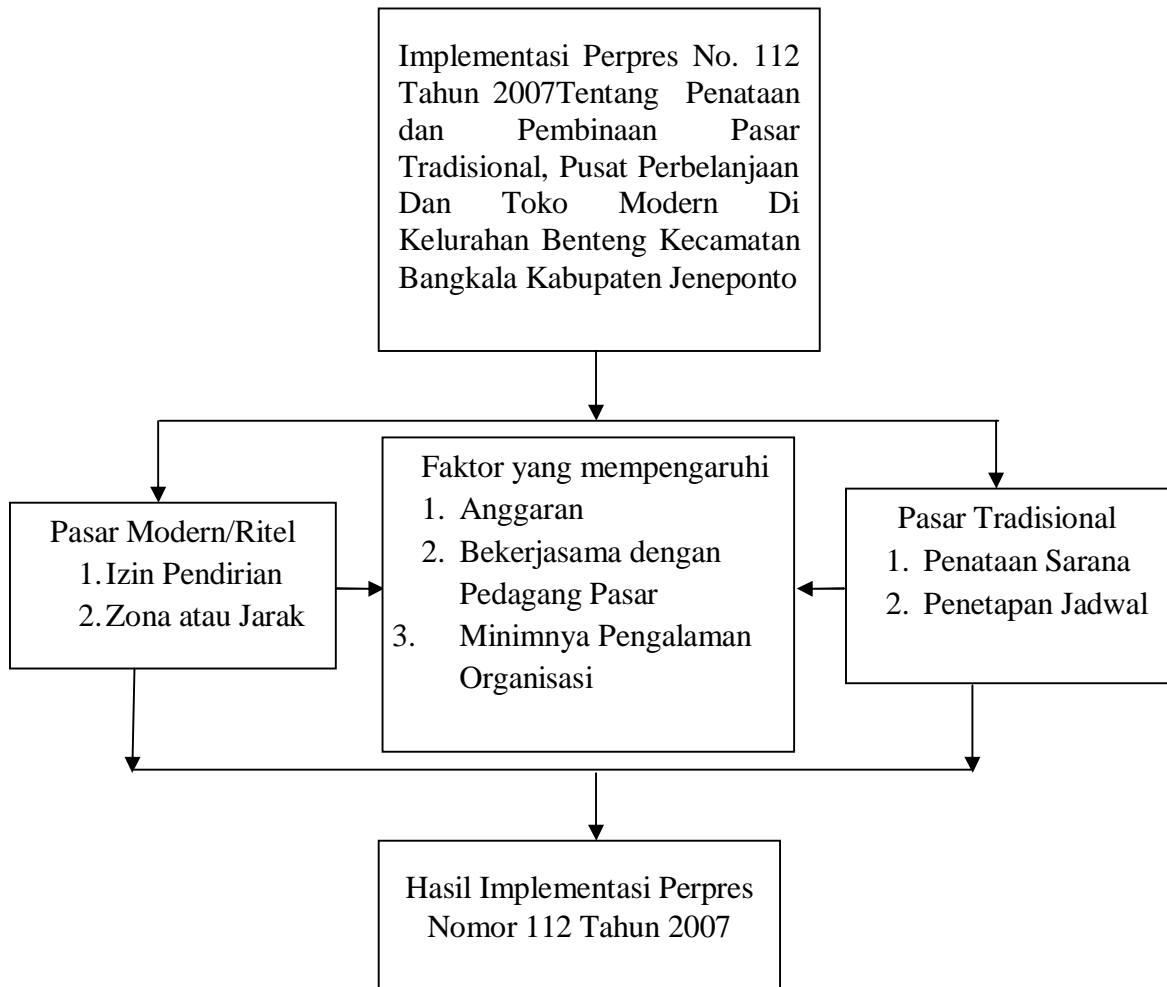 Implementasi Perpres No. 112
Tahun 2007Tentang Penataan
dan Pembinaan Pasar
Tradisional, Pusat Perbelanjaan
Dan Toko Modern Di
Kelurahan Benteng Kecamatan
Bangkala Kabupaten Jeneponto
Pasar Modern/Ritel
1. Izin Pendirian
2. Zona atau Jarak
Faktor yang mempengaruhi
1. Anggaran
2. Bekerjasama dengan
Pedagang Pasar
3. Minimnya Pengalaman
Organisasi
Pasar Tradisional
1. Penataan Sarana
2. Penetapan Jadwal
Hasil Implementasi Perpres
Nomor 112 Tahun 2007